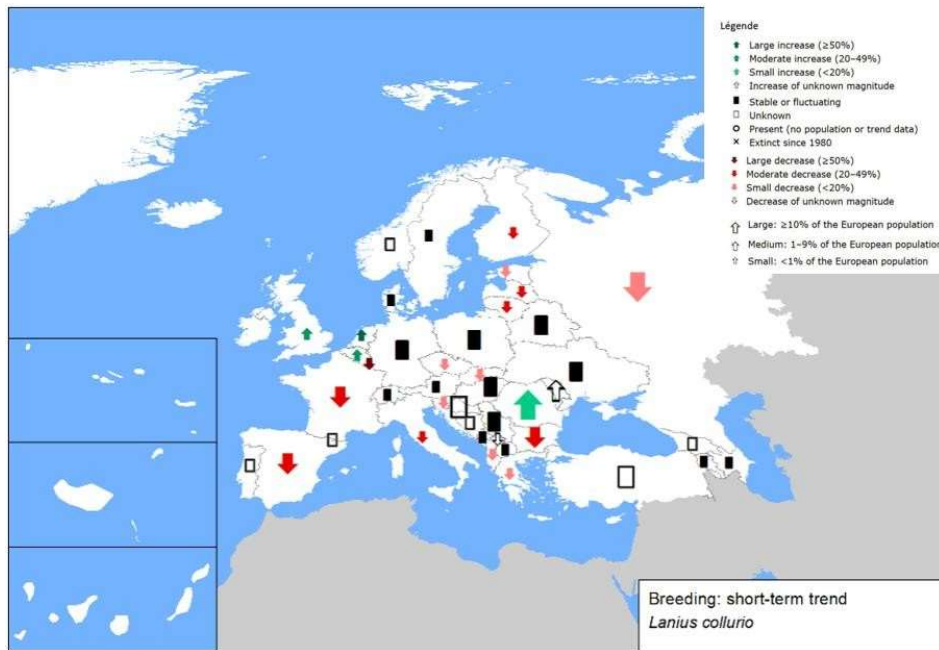 Légende
Large increase (≥50%)
Moderate increase (20–49%)
Small increase (<20%)
Increase of unknown magnitude
Stable or fluctuating
Unknown
Present (no population or trend data)
Extinct since 1980
Large decrease (≥50%)
Moderate decrease (20–49%)
Small decrease (<20%)
Decrease of unknown magnitude
Large: ≥10% of the European population
Medium: 1–9% of the European population
Small: <1% of the European population
Breeding: short-term trend
Lanius collurio